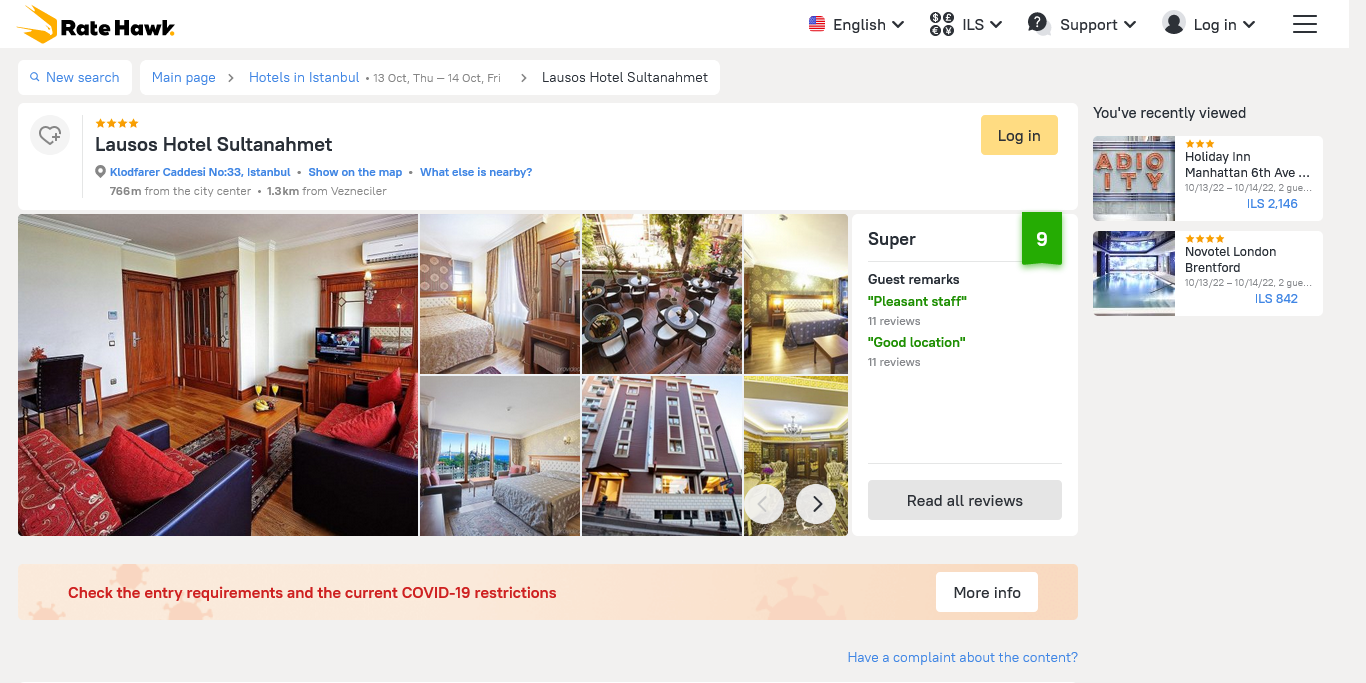 Rate Hawk.
English
ILS
Support
Log in
New search
Main page
Hotels in Istanbul • 13 Oct, Thu – 14 Oct, Fri
Lausos Hotel Sultanahmet
Lausos Hotel Sultanahmet
Klodfarer Caddesi No:33, Istanbul • Show on the map • What else is nearby?
766m from the city center • 1.3km from Vezneciler
Log in
Super
9
Guest remarks
"Pleasant staff"
11 reviews
"Good location"
11 reviews
Read all reviews
You've recently viewed
ADIO
ITY
Holiday Inn
Manhattan 6th Ave ...
10/13/22 – 10/14/22, 2 gue...
ILS 2,146
Novotel London
Brentford
10/13/22 – 10/14/22, 2 gue...
ILS 842
Check the entry requirements and the current COVID-19 restrictions
More info
Have a complaint about the content?